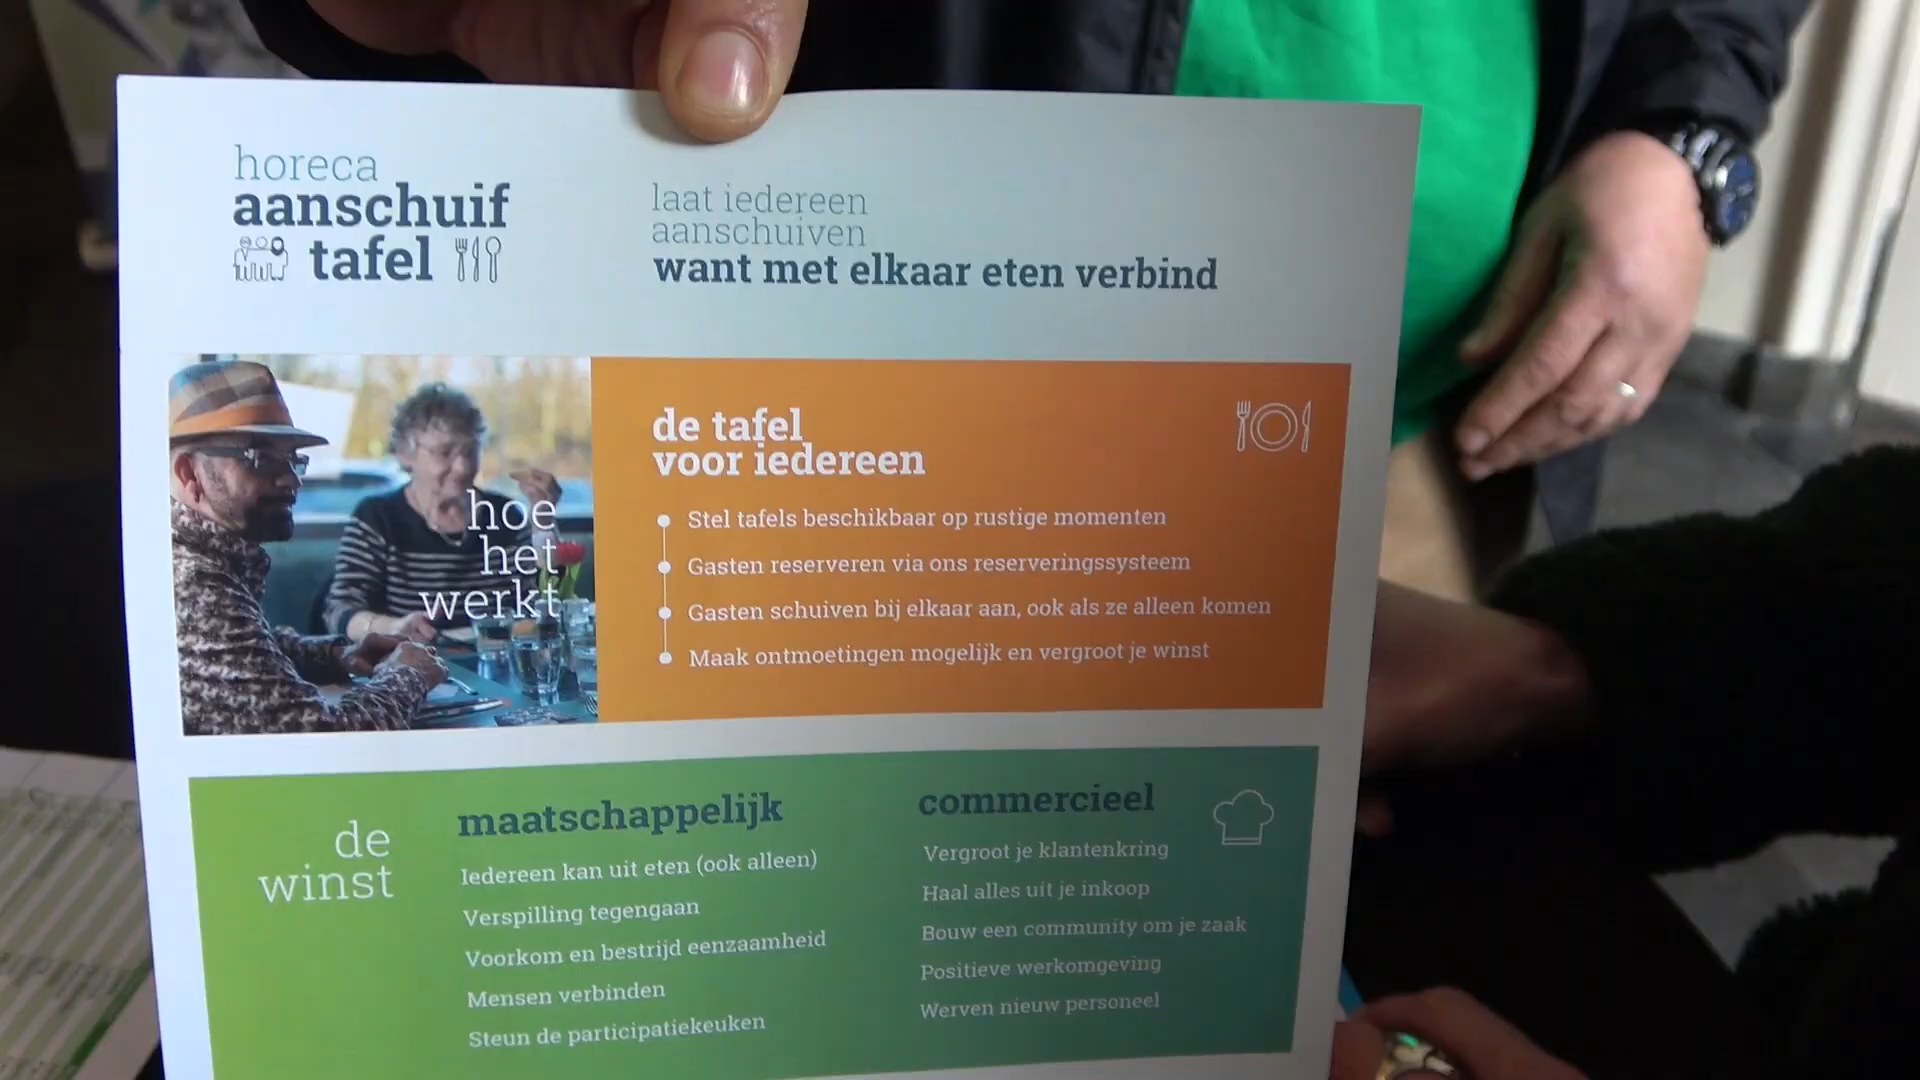 horeca
aanschuif
tafel
laat iedereen
aanschuiven
want met elkaar eten verbind
hoe
het
werkt
de tafel
voor iedereen
Stel tafels beschikbaar op rustige momenten
Gasten reserveren via ons reserveringssysteem
Gasten schuiven bij elkaar aan, ook als ze alleen komen
Maak ontmoetingen mogelijk en vergroot je winst
de
winst
maatschappelijk
Iedereen kan uit eten (ook alleen)
Verspilling tegengaan
Voorkom en bestrijd eenzaamheid
Mensen verbinden
Steun de participatiekeuken
commercieel
Vergroot je klantenkring
Haal alles uit je inkoop
Bouw een community om je zaak
Positieve werkomgeving
Werven nieuw personeel